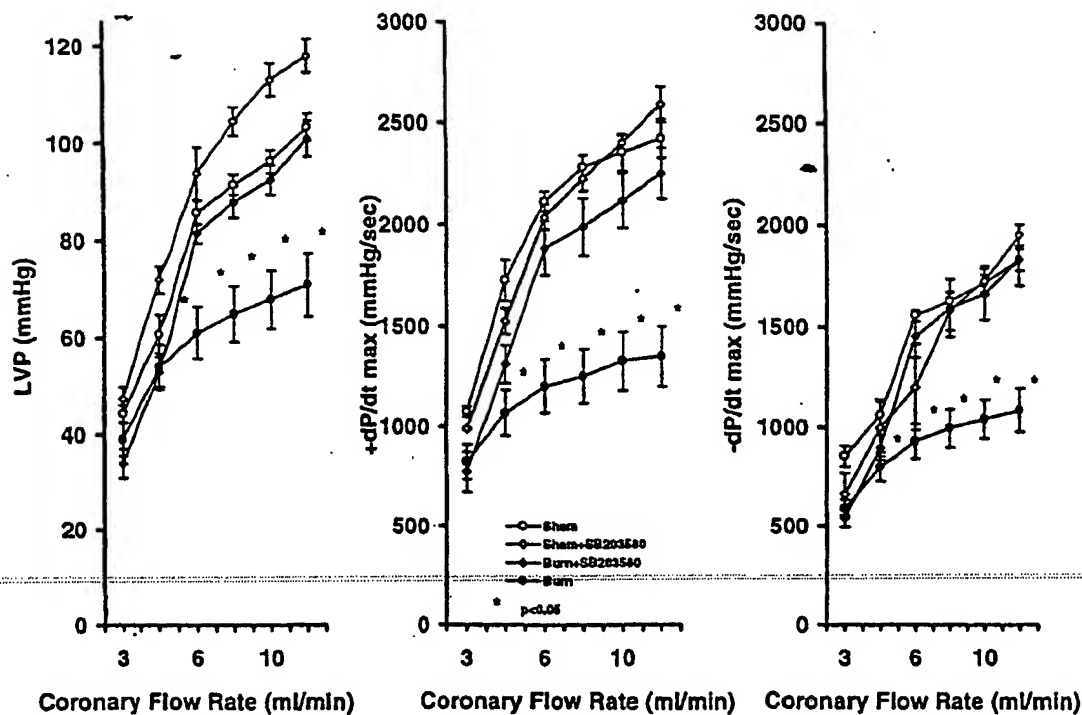 LVP (mmHg)
120
100
80
60
40
20
0
3 6 10
Coronary Flow Rate (ml/min)
+dP/dt max (mmHg/sec)
3000
2500
2000
1500
1000
500
0
Sham
Sham+SB203580
Burn+SB203580
Burn
* p<0.05
3 6 10
Coronary Flow Rate (ml/min)
-dP/dt max (mmHg/sec)
3000
2500
2000
1500
1000
500
0
3 6 10
Coronary Flow Rate (ml/min)